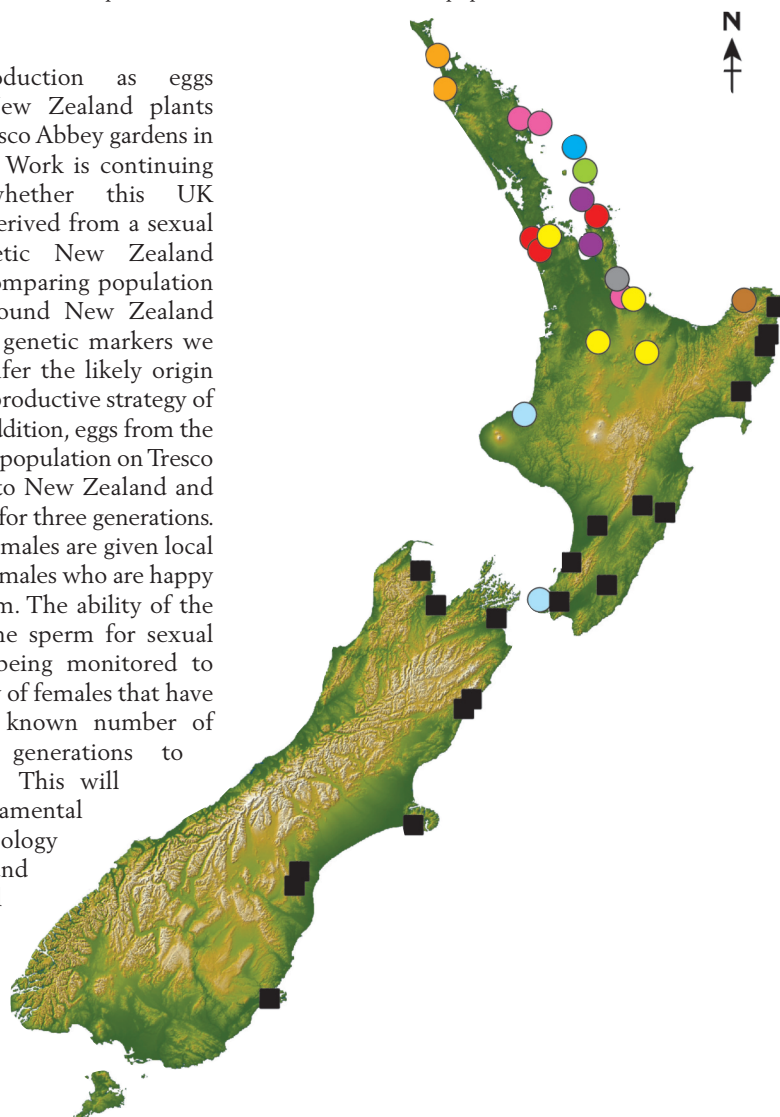 N
oduction as eggs
ew Zealand plants
sco Abbey gardens in
Work is continuing
hether this UK
erived from a sexual
etic New Zealand
omparing population
ound New Zealand
genetic markers we
fer the likely origin
productive strategy of
ddition, eggs from the
population on Tresco
to New Zealand and
for three generations.
males are given local
males who are happy
m. The ability of the
ne sperm for sexual
being monitored to
y of females that have
known number of
generations to
This will
amental
ology
and